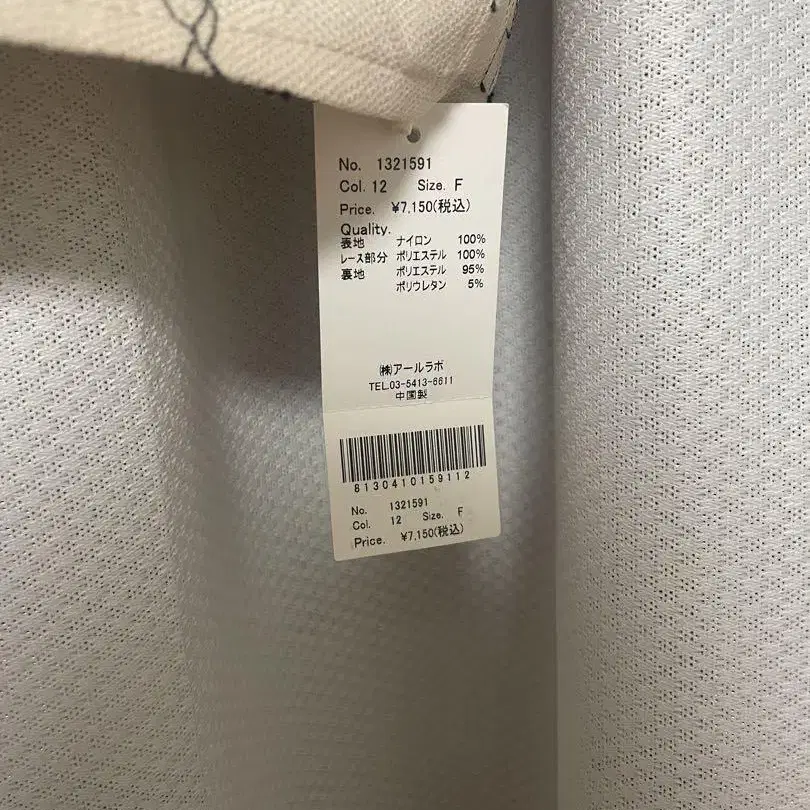 No. 1321591
Col. 12 Size. F
Price. ¥7,150(税込)
Quality.
表地 ナイロン 100%
レース部分 ポリエステル 100%
裏地 ポリエステル 95%
ポリウレタン 5%
㈱アールラボ
TEL.03-5413-6611
中国製
8130410159112
No. 1321591
Col. 12 Size. F
Price. ¥7,150(税込)